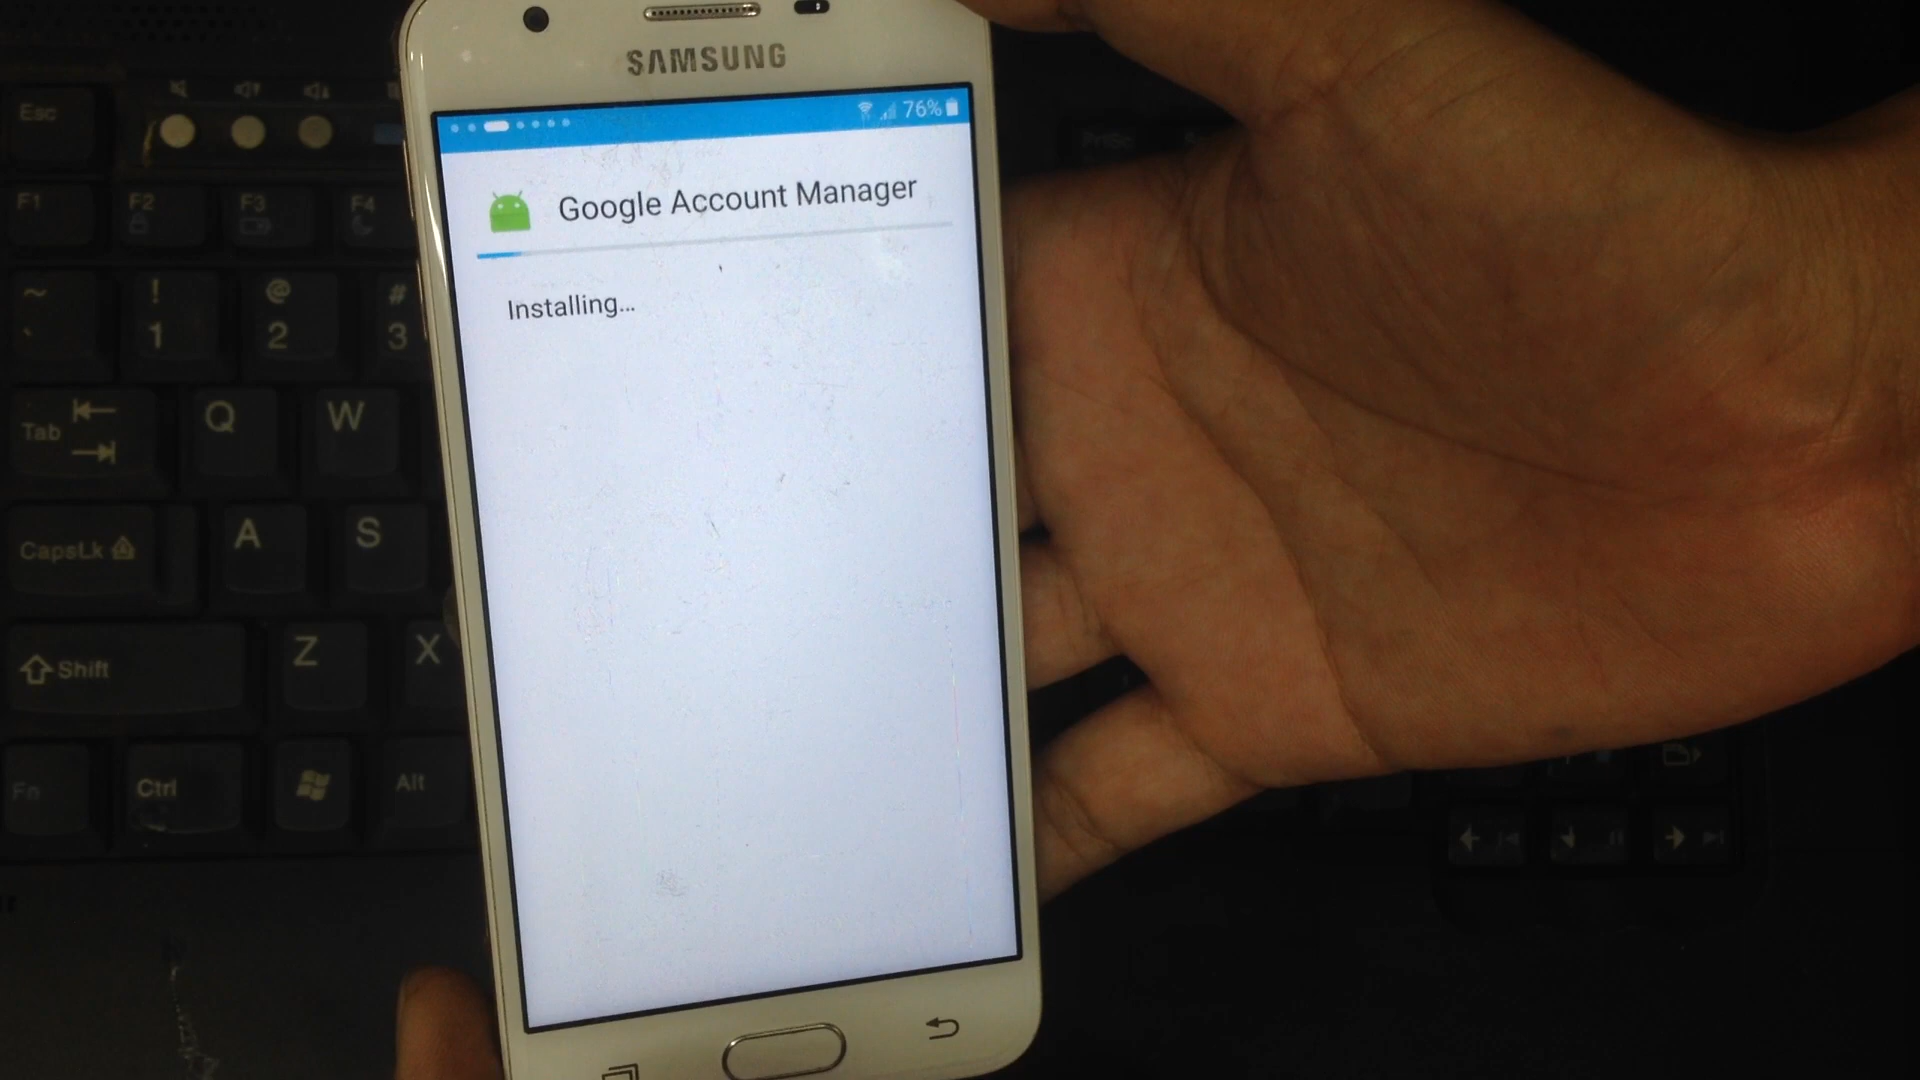 SAMSUNG
76%
Google Account Manager
Installing...
Esc
PrtSc
F1 F2 F3 F4
~ ! @ #
` 1 2 3
Tab Q W
CapsLk A S
Shift Z X
Fn Ctrl Alt